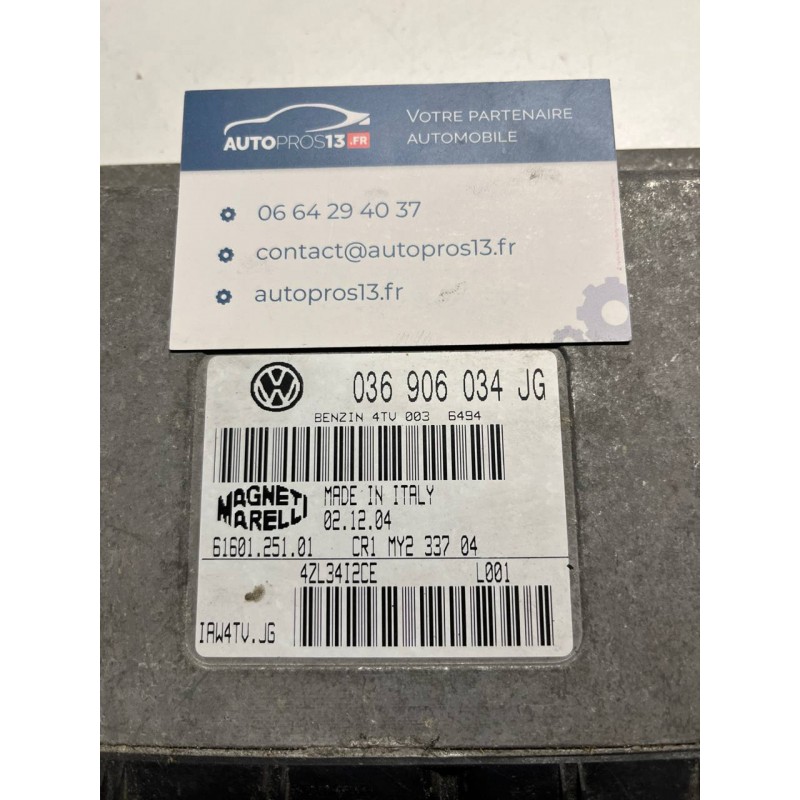 AUTOPROS13.FR
VOTRE PARTENAIRE
AUTOMOBILE
06 64 29 40 37
contact@autopros13.fr
autopros13.fr
VW
036 906 034 JG
BENZIN 4TV 003 6494
MAGNETI
MARELLI
MADE IN ITALY
02.12.04
61601.251.01 CR1 MY2 337 04
4ZL34I2CE L001
IAW4TV.JG